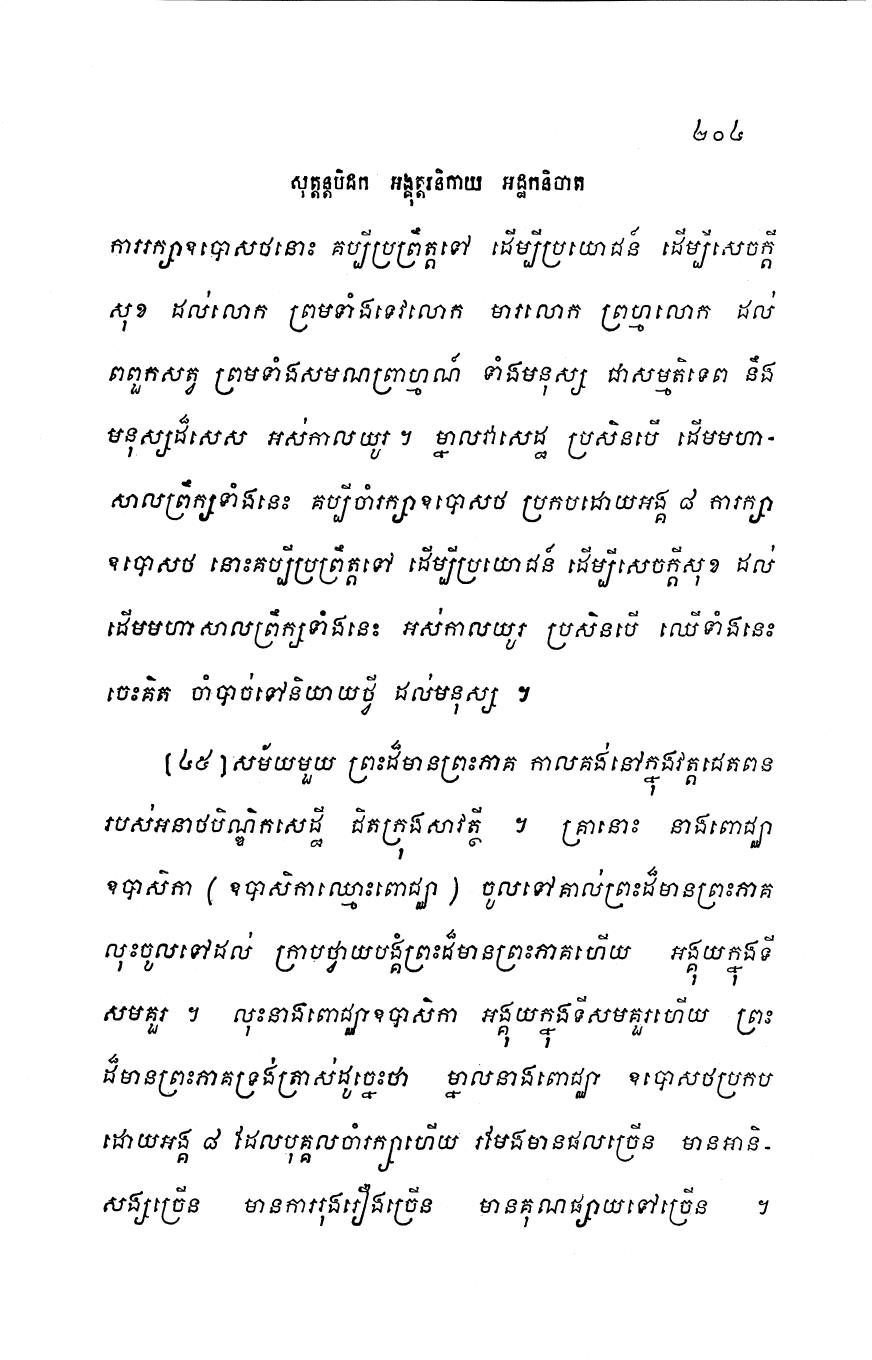 ២០៤
សុត្តន្តបិដក អង្គុត្តរនិកាយ អដ្ឋកនិបាត
ការរក្សាឧបោសថនោះ គប្បីប្រព្រឹត្តទៅ ដើម្បីប្រយោជន៍ ដើម្បីសេចក្តី
សុខ ដល់លោក ព្រមទាំងទេវលោក មារលោក ព្រហ្មលោក ដល់
ពពួកសត្វ ព្រមទាំងសមណព្រាហ្មណ៍ ទាំងមនុស្ស ជាសម្មតិទេព នឹង
មនុស្សដ៏សេស អស់កាលយូរ។ ម្នាលវាសេដ្ឋ ប្រសិនបើ ដើមមហា-
សាលព្រឹក្សទាំងនេះ គប្បីចាំរក្សាឧបោសថ ប្រកបដោយអង្គ ៨ ការក្សា
ឧបោសថ នោះគប្បីប្រព្រឹត្តទៅ ដើម្បីប្រយោជន៍ ដើម្បីសេចក្តីសុខ ដល់
ដើមមហាសាលព្រឹក្សទាំងនេះ អស់កាលយូរ ប្រសិនបើ ឈើទាំងនេះ
ចេះគិត ចាំបាច់ទៅនិយាយថ្វី ដល់មនុស្ស ។
[៤៥] សម័យមួយ ព្រះដ៏មានព្រះភាគ កាលគង់នៅក្នុងវត្តជេតពន
របស់អនាថបិណ្ឌិកសេដ្ឋី ជិតក្រុងសាវត្ថី ។ គ្រានោះ នាងពោជ្ឈា
ឧបាសិកា ( ឧបាសិកាឈ្មោះពោជ្ឈា ) ចូលទៅគាល់ព្រះដ៏មានព្រះភាគ
លុះចូលទៅដល់ ក្រាបថ្វាយបង្គំព្រះដ៏មានព្រះភាគហើយ អង្គុយក្នុងទី
សមគួរ ។ លុះនាងពោជ្ឈាឧបាសិកា អង្គុយក្នុងទីសមគួរហើយ ព្រះ
ដ៏មានព្រះភាគទ្រង់ត្រាស់ដូច្នេះថា ម្នាលនាងពោជ្ឈា ឧបោសថប្រកប
ដោយអង្គ ៨ ដែលបុគ្គលចាំរក្សាហើយ រមែងមានផលច្រើន មានអានិ-
សង្សច្រើន មានការរុងរឿងច្រើន មានគុណផ្សាយទៅច្រើន ។